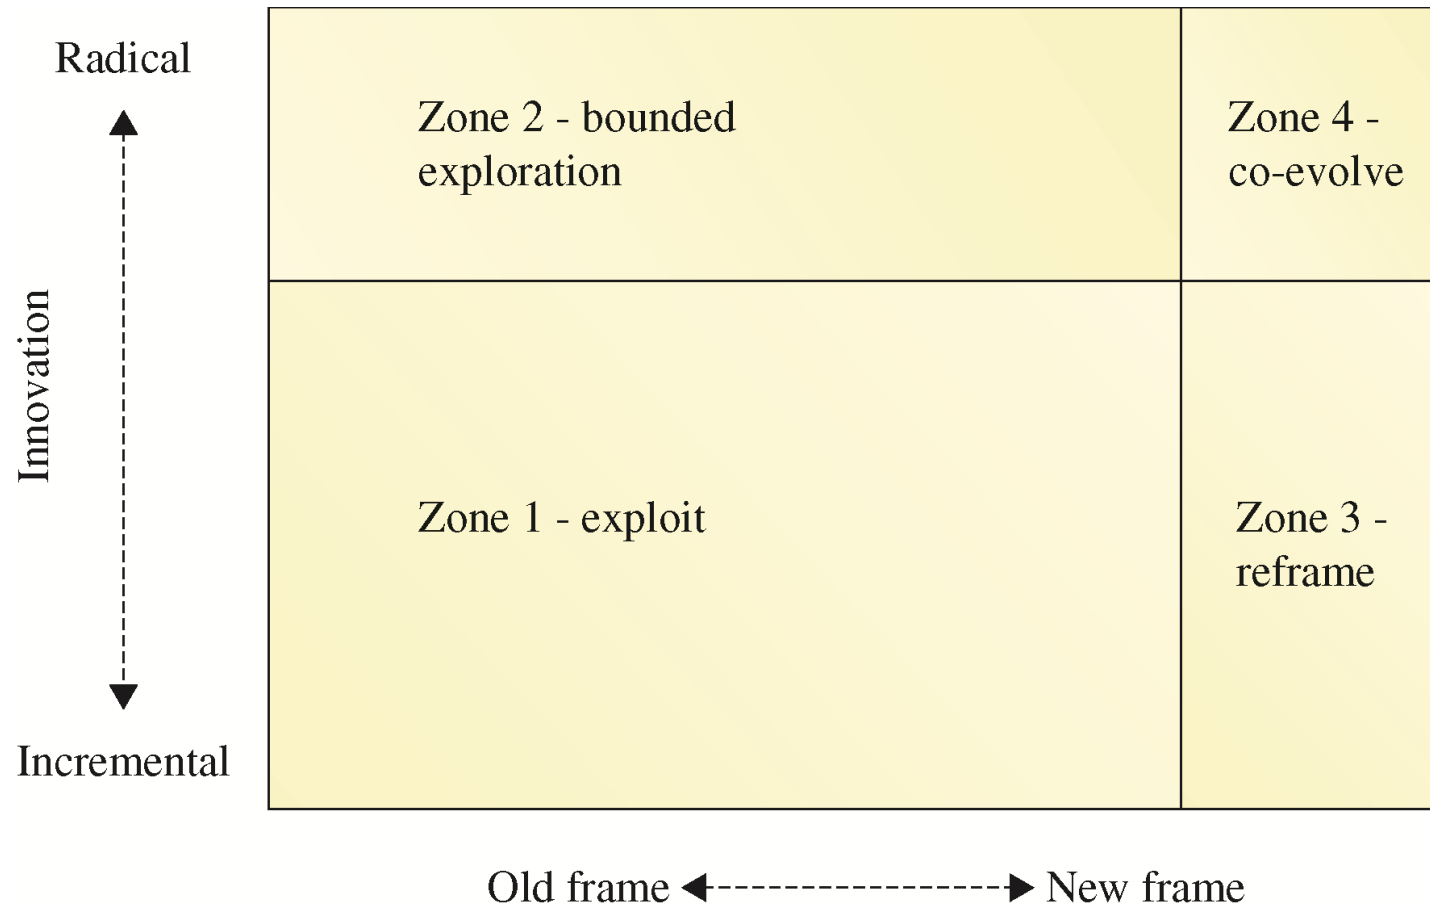 Radical
Zone 2 - bounded
exploration
Zone 4 -
co-evolve
Innovation
Zone 1 - exploit
Zone 3 -
reframe
Incremental
Old frame
New frame